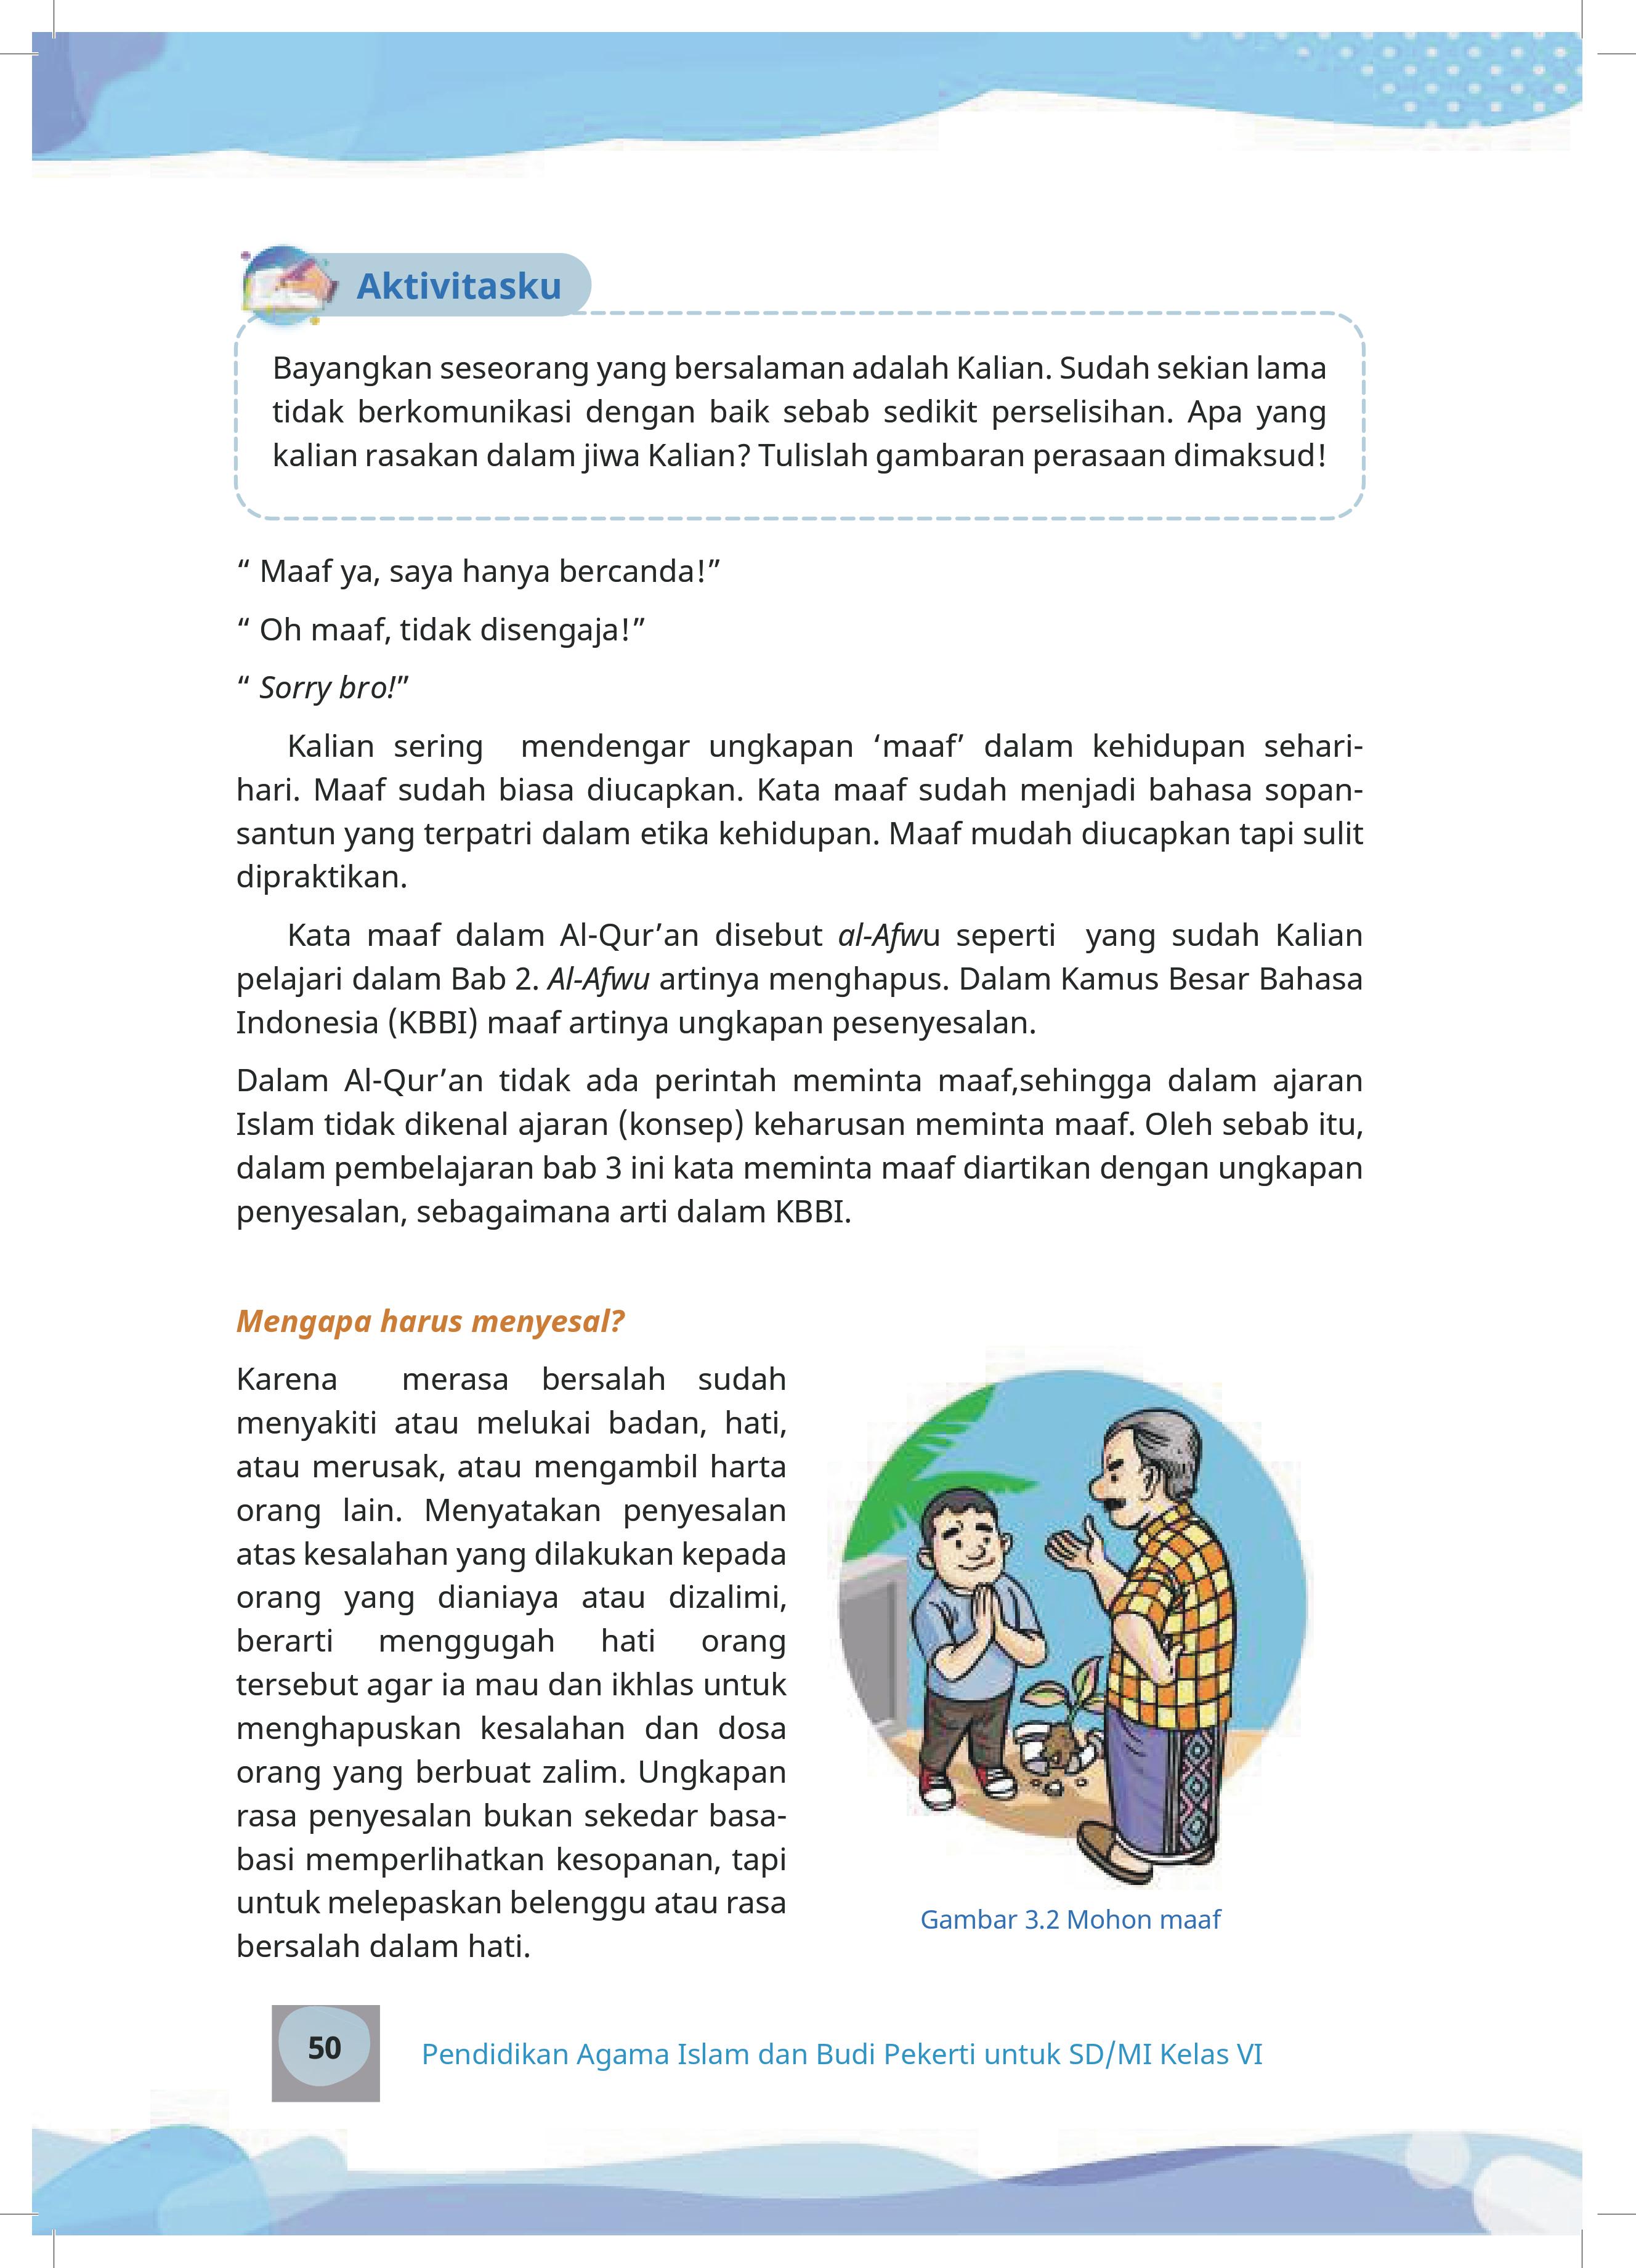 Aktivitasku
Bayangkan seseorang yang bersalaman adalah Kalian. Sudah sekian lama
tidak berkomunikasi dengan baik sebab sedikit perselisihan. Apa yang
kalian rasakan dalam jiwa Kalian? Tulislah gambaran perasaan dimaksud!
“ Maaf ya, saya hanya bercanda!”
“ Oh maaf, tidak disengaja!”
“ Sorry bro!”
Kalian sering mendengar ungkapan ‘maaf’ dalam kehidupan sehari-
hari. Maaf sudah biasa diucapkan. Kata maaf sudah menjadi bahasa sopan-
santun yang terpatri dalam etika kehidupan. Maaf mudah diucapkan tapi sulit
dipraktikan.
Kata maaf dalam Al-Qur’an disebut al-Afwu seperti yang sudah Kalian
pelajari dalam Bab 2. Al-Afwu artinya menghapus. Dalam Kamus Besar Bahasa
Indonesia (KBBI) maaf artinya ungkapan pesenyesalan.
Dalam Al-Qur’an tidak ada perintah meminta maaf,sehingga dalam ajaran
Islam tidak dikenal ajaran (konsep) keharusan meminta maaf. Oleh sebab itu,
dalam pembelajaran bab 3 ini kata meminta maaf diartikan dengan ungkapan
penyesalan, sebagaimana arti dalam KBBI.
Mengapa harus menyesal?
Karena merasa bersalah sudah
menyakiti atau melukai badan, hati,
atau merusak, atau mengambil harta
orang lain. Menyatakan penyesalan
atas kesalahan yang dilakukan kepada
orang yang dianiaya atau dizalimi,
berarti menggugah hati orang
tersebut agar ia mau dan ikhlas untuk
menghapuskan kesalahan dan dosa
orang yang berbuat zalim. Ungkapan
rasa penyesalan bukan sekedar basa-
basi memperlihatkan kesopanan, tapi
untuk melepaskan belenggu atau rasa
bersalah dalam hati.
Gambar 3.2 Mohon maaf
50
Pendidikan Agama Islam dan Budi Pekerti untuk SD/MI Kelas VI